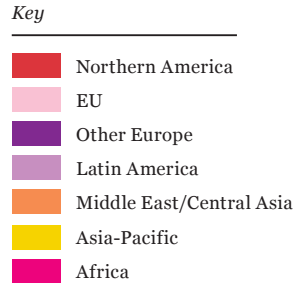 Key
Northern America
EU
Other Europe
Latin America
Middle East/Central Asia
Asia-Pacific
Africa